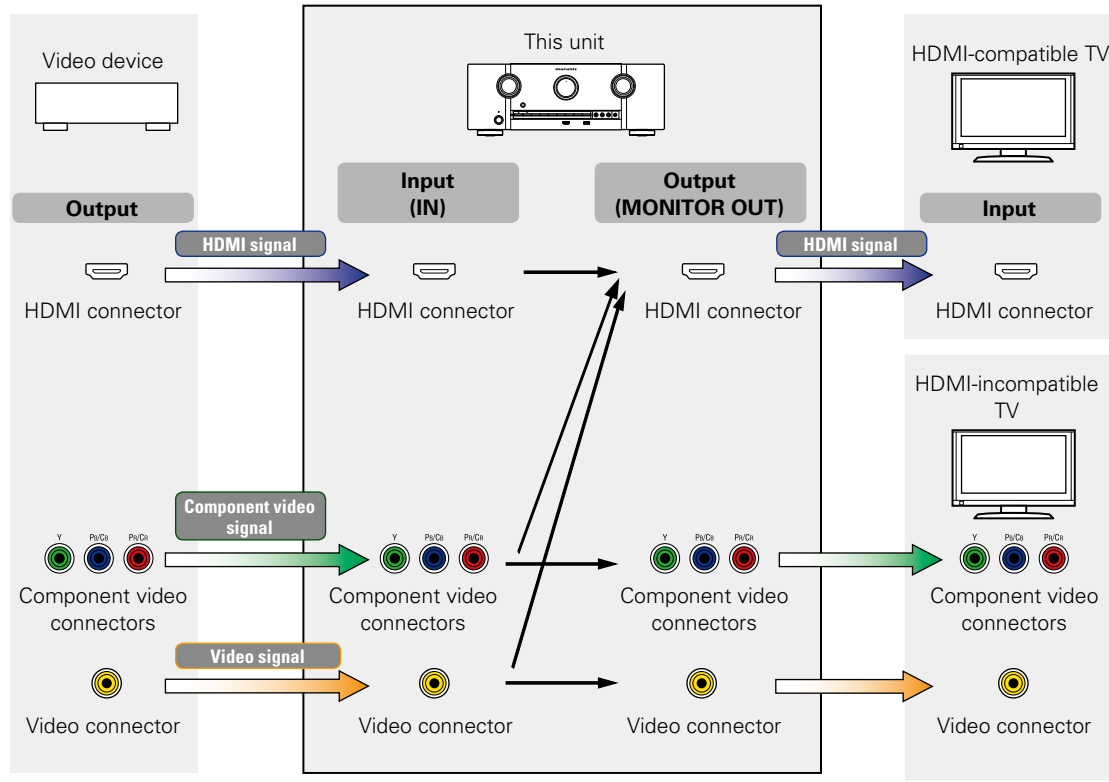 Video device
This unit
HDMI-compatible TV
Output
Input
(IN)
Output
(MONITOR OUT)
Input
HDMI signal
HDMI signal
HDMI connector
HDMI connector
HDMI connector
HDMI connector
HDMI-incompatible
TV
Component video
signal
Y PB/CB PR/CR
Y PB/CB PR/CR
Y PB/CB PR/CR
Y PB/CB PR/CR
Component video
connectors
Component video
connectors
Component video
connectors
Component video
connectors
Video signal
Video connector
Video connector
Video connector
Video connector